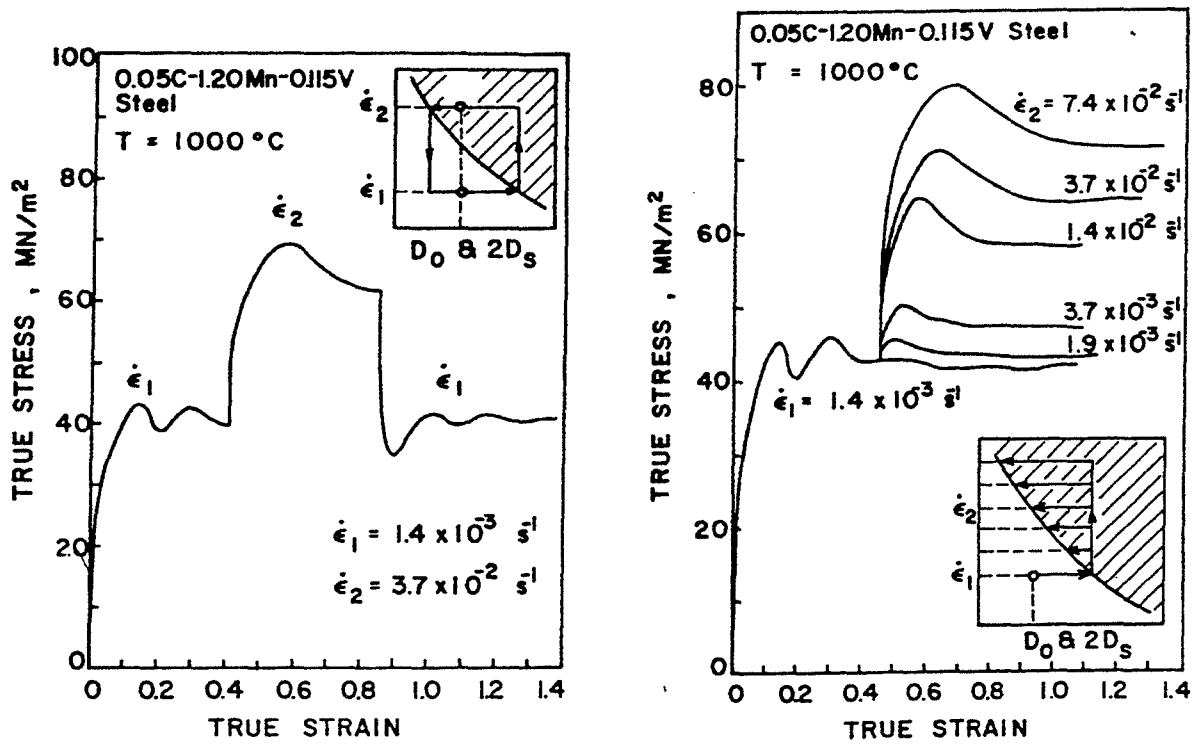 0.05C-1.20Mn-0.115V
Steel
T = 1000 °C
ε̇₂
ε̇₁
D₀ & 2Dₛ
ε̇₁
ε̇₂
ε̇₁
ε̇₁ = 1.4 x 10⁻³ s⁻¹
ε̇₂ = 3.7 x 10⁻² s⁻¹
TRUE STRESS , MN/m²
100
80
60
40
20
0
0 0.2 0.4 0.6 0.8 1.0 1.2 1.4
TRUE STRAIN
0.05C-1.20Mn-0.115V Steel
T = 1000 °C
ε̇₂ = 7.4 x 10⁻² s⁻¹
3.7 x 10⁻² s⁻¹
1.4 x 10⁻² s⁻¹
3.7 x 10⁻³ s⁻¹
1.9 x 10⁻³ s⁻¹
ε̇₁ = 1.4 x 10⁻³ s⁻¹
ε̇₂
ε̇₁
D₀ & 2Dₛ
TRUE STRESS , MN/m²
80
60
40
20
0
0 0.2 0.4 0.6 0.8 1.0 1.2 1.4
TRUE STRAIN